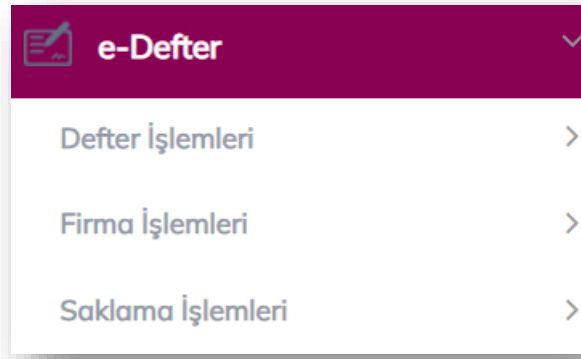 e-Defter
Defter İşlemleri
Firma İşlemleri
Saklama İşlemleri